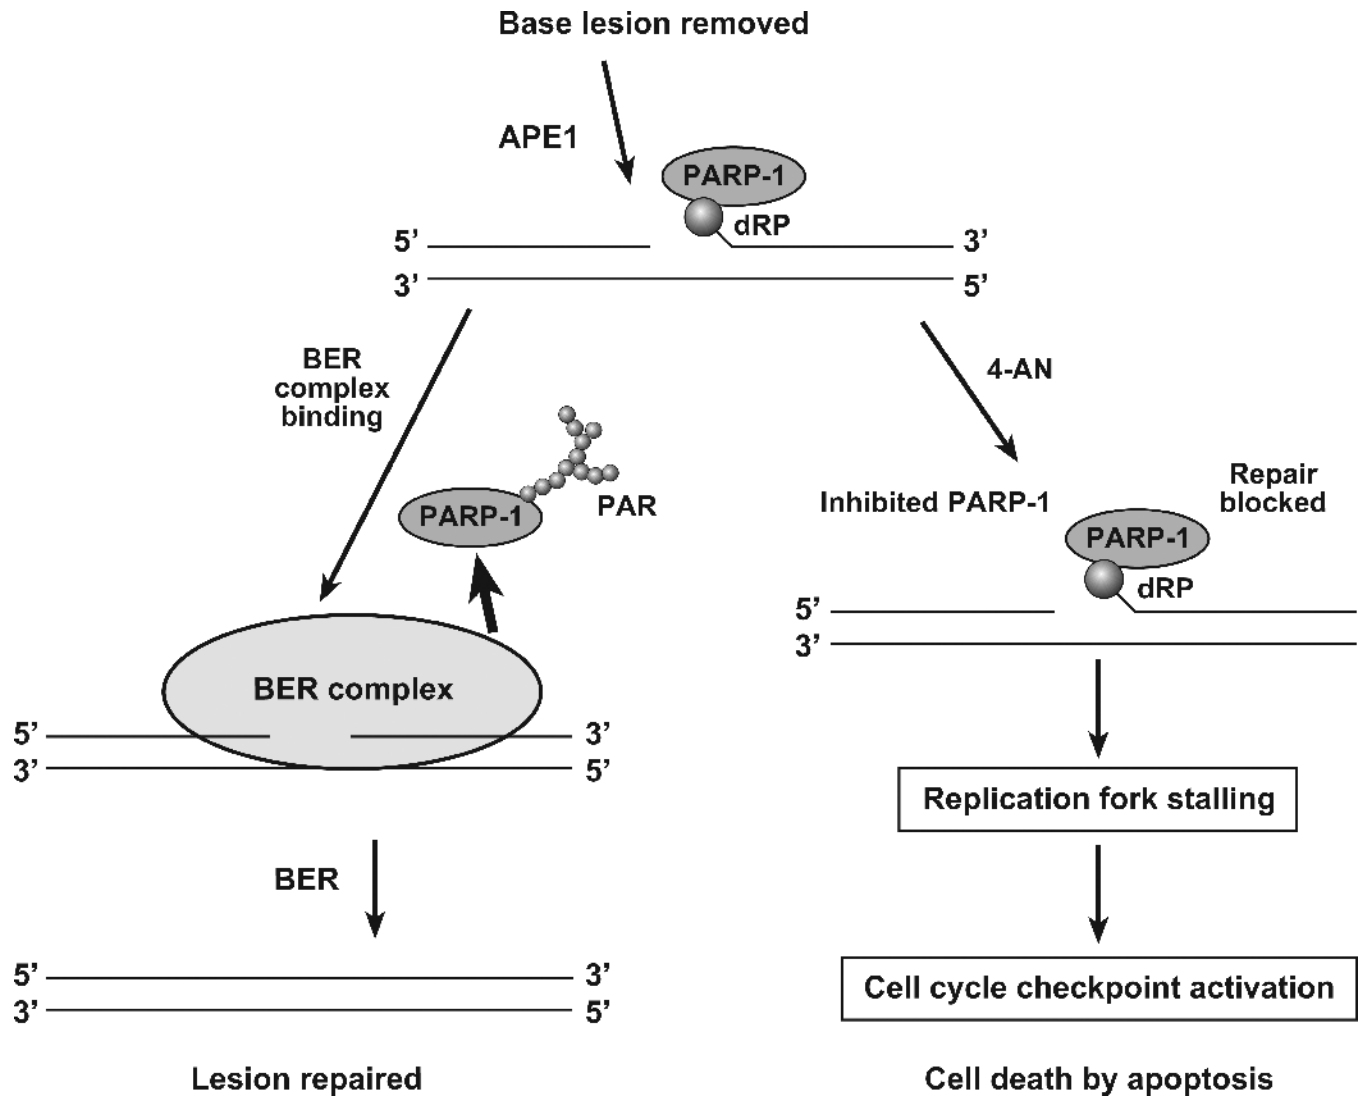 Base lesion removed
APE1
PARP-1
dRP
5’ 3’
3’ 5’
BER
complex
binding
4-AN
PARP-1
PAR
Inhibited PARP-1
Repair
blocked
PARP-1
dRP
5’
3’
BER complex
5’ 3’
3’ 5’
Replication fork stalling
BER
5’ 3’
3’ 5’
Cell cycle checkpoint activation
Lesion repaired
Cell death by apoptosis